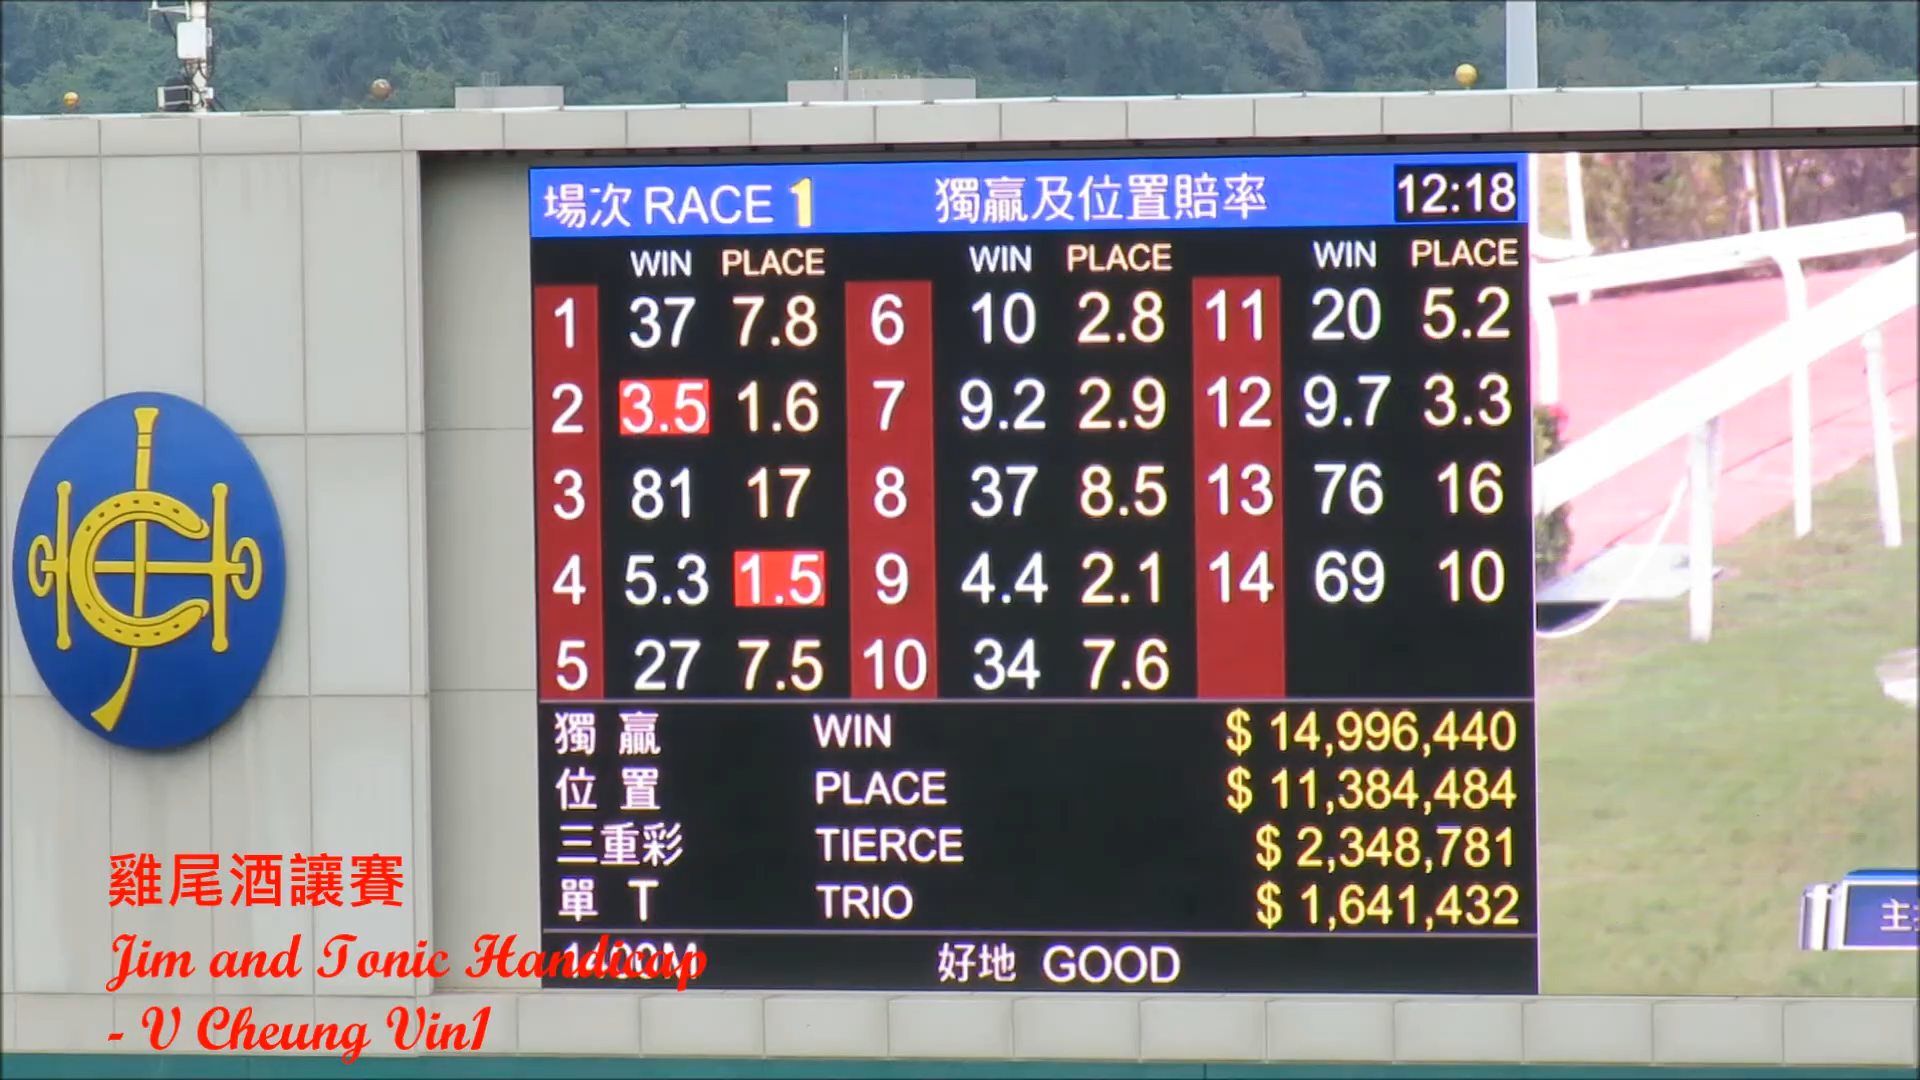 場次 RACE 1 獨贏及位置賠率 12:18
WIN PLACE WIN PLACE WIN PLACE
1 37 7.8 6 10 2.8 11 20 5.2
2 3.5 1.6 7 9.2 2.9 12 9.7 3.3
3 81 17 8 37 8.5 13 76 16
4 5.3 1.5 9 4.4 2.1 14 69 10
5 27 7.5 10 34 7.6
獨 贏 WIN $ 14,996,440
位 置 PLACE $ 11,384,484
三重彩 TIERCE $ 2,348,781
單 T TRIO $ 1,641,432
1400M 好地 GOOD
主
雞尾酒讓賽
Jim and Tonic Handicap
- V Cheung Vin1